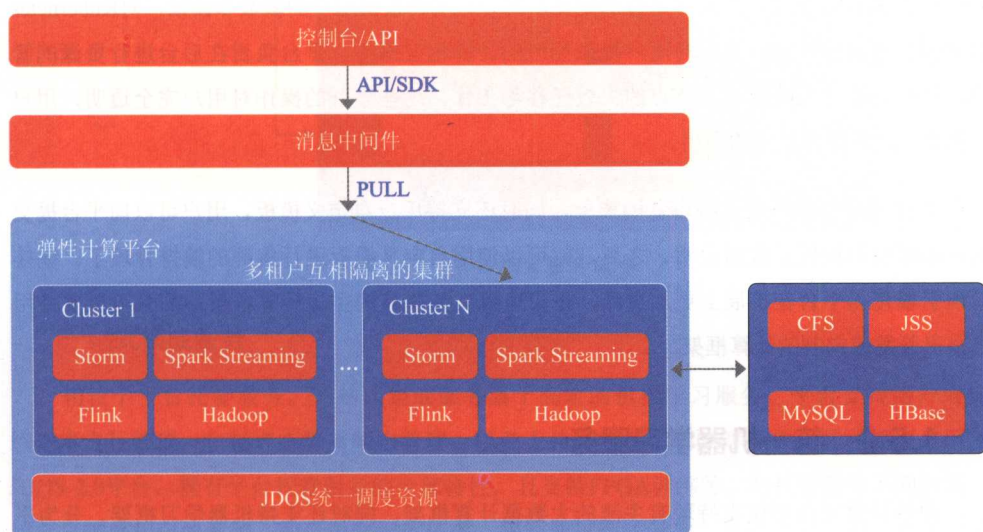 控制台/API
API/SDK
消息中间件
PULL
弹性计算平台
多租户互相隔离的集群
Cluster 1
Storm
Spark Streaming
Flink
Hadoop
...
Cluster N
Storm
Spark Streaming
Flink
Hadoop
CFS
JSS
MySQL
HBase
JDOS统一调度资源